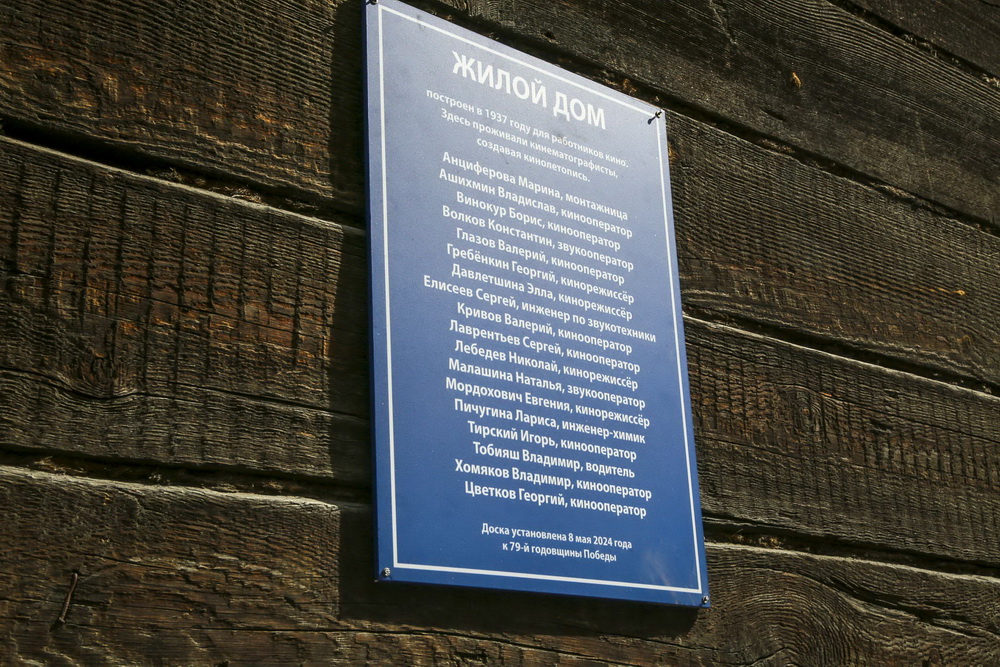 ЖИЛОЙ ДОМ
построен в 1937 году для работников кино.
Здесь проживали кинематографисты,
создавая кинолетопись.
Анциферова Марина, монтажница
Ашихмин Владислав, кинооператор
Винокур Борис, кинооператор
Волков Константин, звукооператор
Глазов Валерий, кинооператор
Гребёнкин Георгий, кинорежиссёр
Давлетшина Элла, кинорежиссёр
Елисеев Сергей, инженер по звукотехники
Кривов Валерий, кинооператор
Лаврентьев Сергей, кинооператор
Лебедев Николай, кинорежиссёр
Малашина Наталья, звукооператор
Мордохович Евгения, кинорежиссёр
Пичугина Лариса, инженер-химик
Тирский Игорь, кинооператор
Тобияш Владимир, водитель
Хомяков Владимир, кинооператор
Цветков Георгий, кинооператор
Доска установлена 8 мая 2024 года
к 79-й годовщины Победы